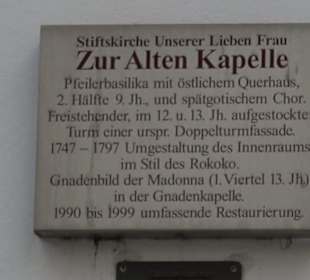 Stiftskirche Unserer Lieben Frau
Zur Alten Kapelle
Pfeilerbasilika mit östlichem Querhaus,
2. Hälfte 9. Jh., und spätgotischem Chor.
Freistehender, im 12. u. 13. Jh. aufgestockter
Turm einer urspr. Doppelturmfassade.
1747 – 1797 Umgestaltung des Innenraums
im Stil des Rokoko.
Gnadenbild der Madonna (1. Viertel 13. Jh.)
in der Gnadenkapelle.
1990 bis 1999 umfassende Restaurierung.